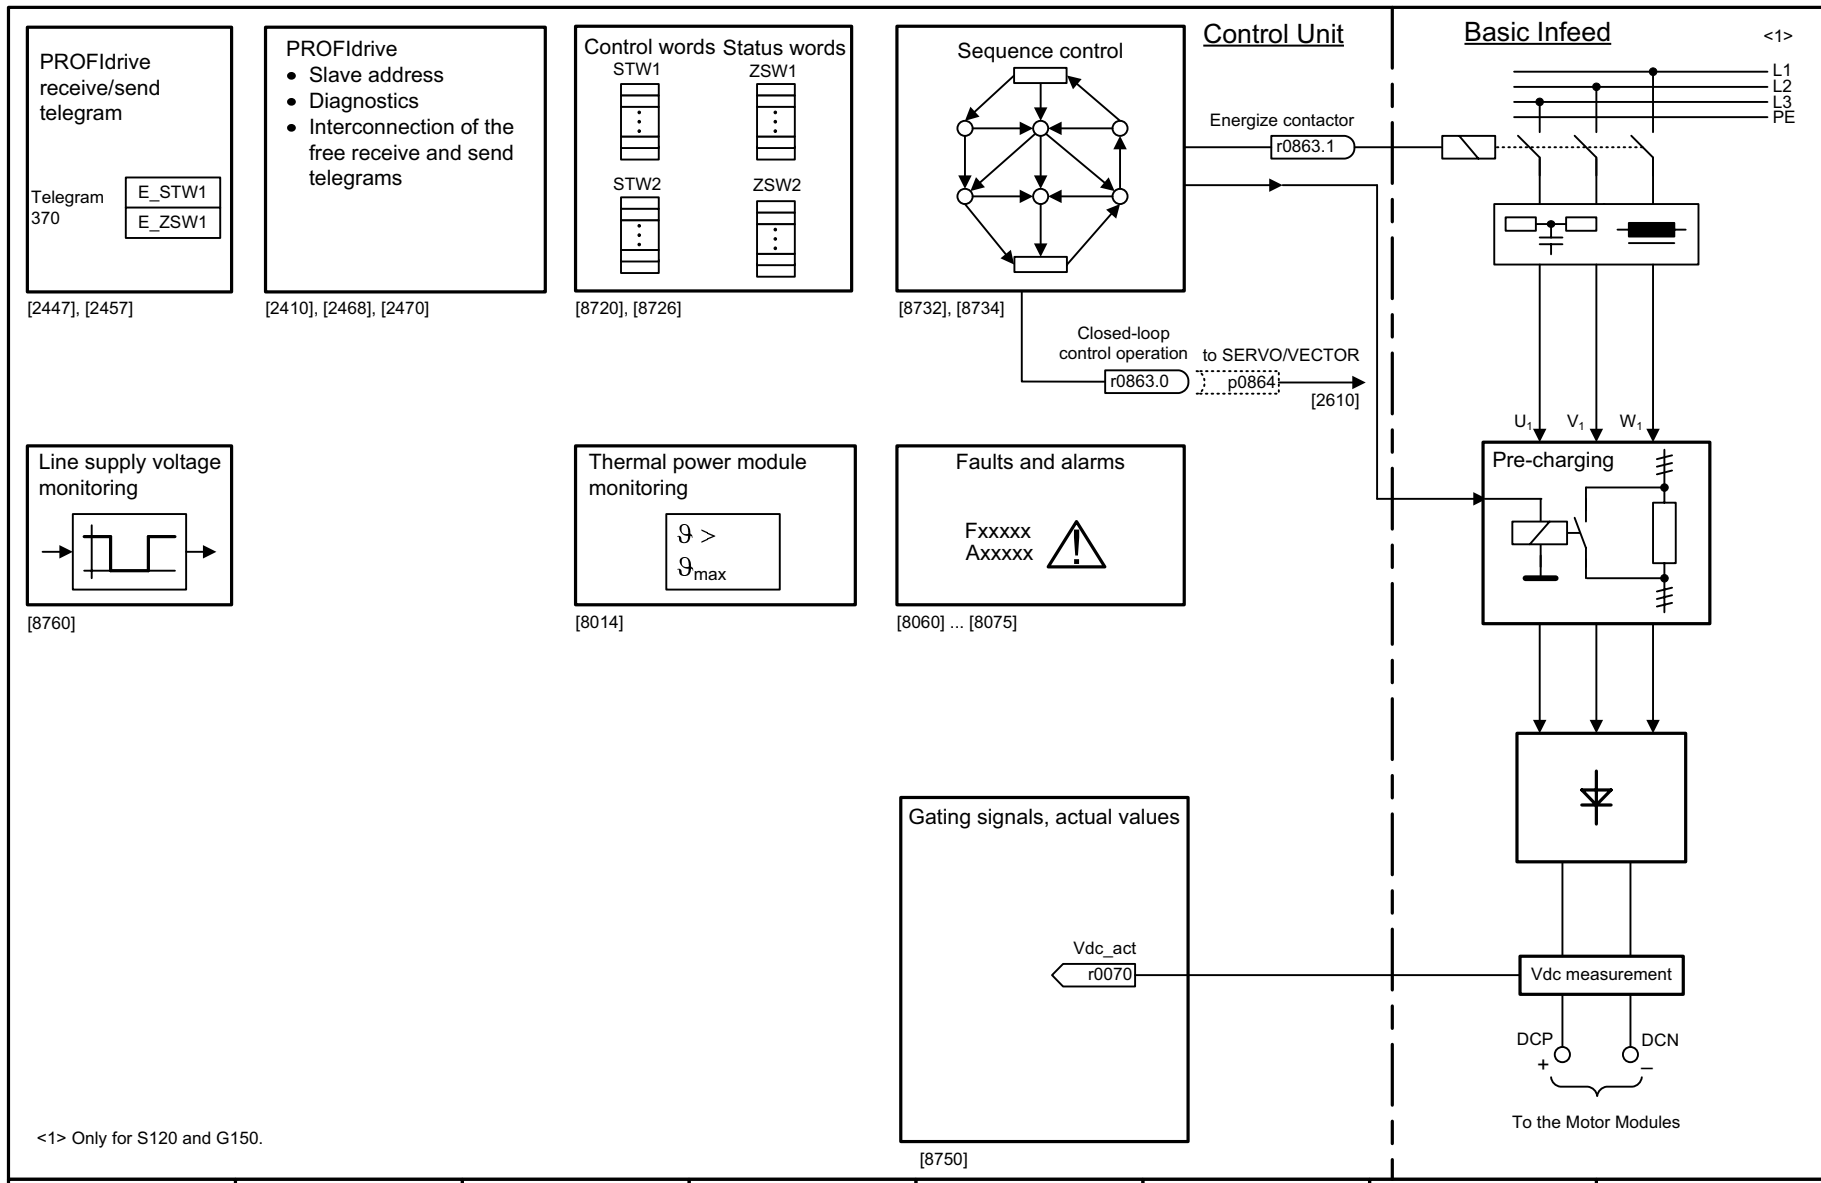 PROFIdrive
receive/send
telegram
Telegram
370
E_STW1
E_ZSW1
[2447], [2457]
PROFIdrive
• Slave address
• Diagnostics
• Interconnection of the
free receive and send
telegrams
[2410], [2468], [2470]
Control words Status words
STW1 ZSW1
STW2 ZSW2
[8720], [8726]
Sequence control
[8732], [8734]
Control Unit
Energize contactor
r0863.1
Closed-loop
control operation
r0863.0
to SERVO/VECTOR
p0864
[2610]
Basic Infeed
<1>
L1
L2
L3
PE
U1 V1 W1
Pre-charging
Line supply voltage
monitoring
[8760]
Thermal power module
monitoring
ϑ >
ϑmax
[8014]
Faults and alarms
Fxxxxx
Axxxxx
!
[8060] ... [8075]
Gating signals, actual values
Vdc_act
r0070
[8750]
Vdc measurement
DCP DCN
+ –
To the Motor Modules
<1> Only for S120 and G150.